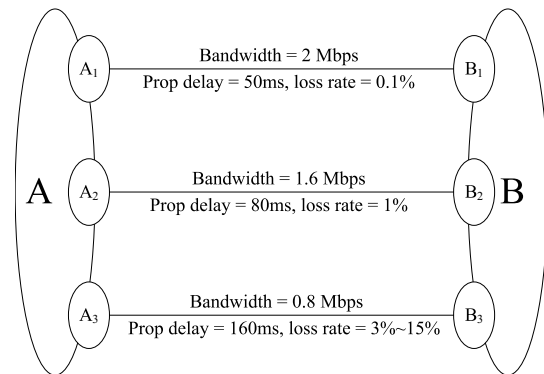 Bandwidth = 2 Mbps
A₁ B₁
Prop delay = 50ms, loss rate = 0.1%
Bandwidth = 1.6 Mbps
A A₂ B₂ B
Prop delay = 80ms, loss rate = 1%
Bandwidth = 0.8 Mbps
A₃ B₃
Prop delay = 160ms, loss rate = 3%~15%